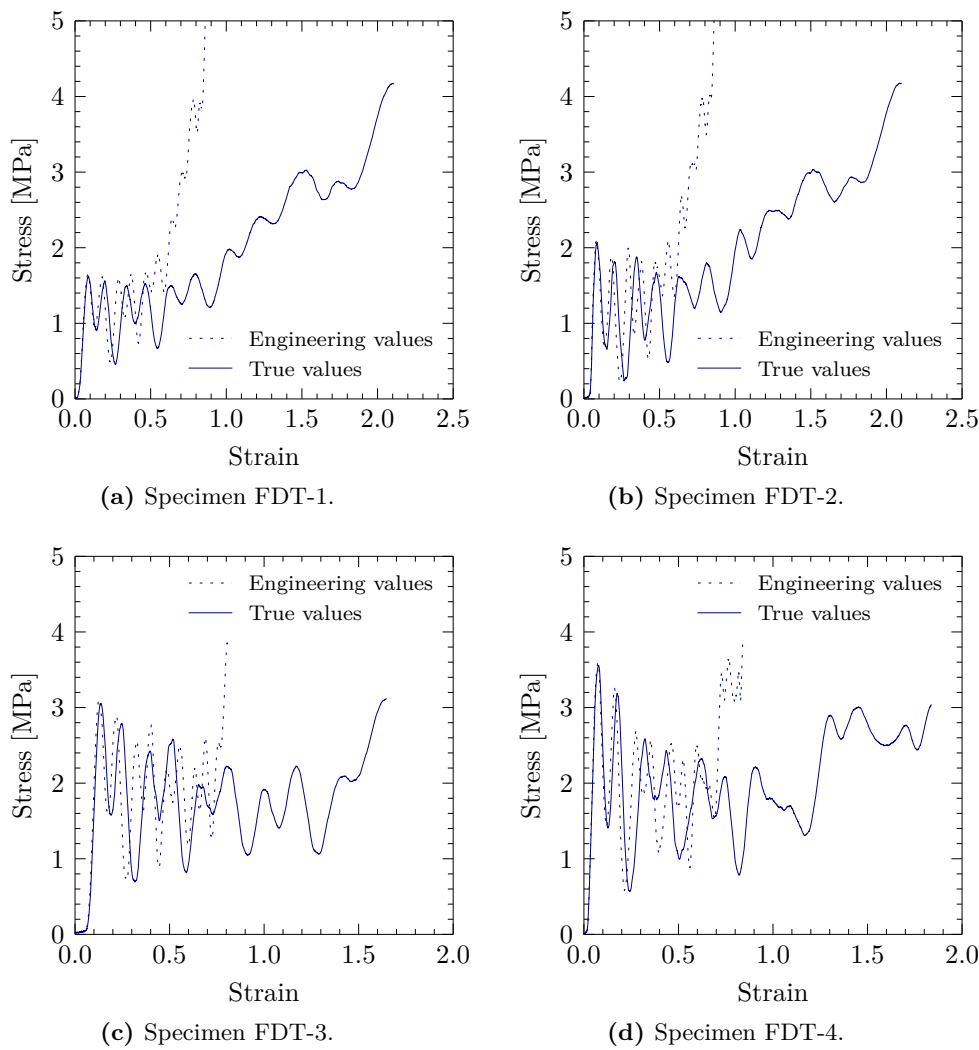 5
4
3
2
1
0
Stress [MPa]
Engineering values
True values
0.0 0.5 1.0 1.5 2.0 2.5
Strain
(a) Specimen FDT-1.
5
4
3
2
1
0
Stress [MPa]
Engineering values
True values
0.0 0.5 1.0 1.5 2.0 2.5
Strain
(b) Specimen FDT-2.
5
4
3
2
1
0
Stress [MPa]
Engineering values
True values
0.0 0.5 1.0 1.5 2.0
Strain
(c) Specimen FDT-3.
5
4
3
2
1
0
Stress [MPa]
Engineering values
True values
0.0 0.5 1.0 1.5 2.0
Strain
(d) Specimen FDT-4.